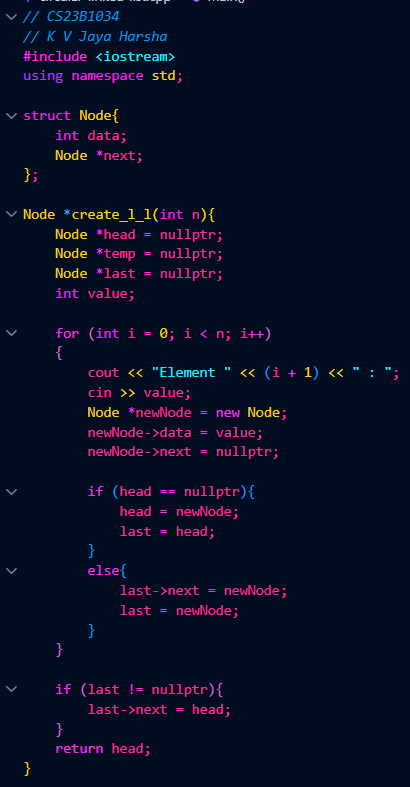 // CS23B1034
// K V Jaya Harsha
#include <iostream>
using namespace std;

struct Node{
    int data;
    Node *next;
};

Node *create_l_l(int n){
    Node *head = nullptr;
    Node *temp = nullptr;
    Node *last = nullptr;
    int value;

    for (int i = 0; i < n; i++)
    {
        cout << "Element " << (i + 1) << " : ";
        cin >> value;
        Node *newNode = new Node;
        newNode->data = value;
        newNode->next = nullptr;

        if (head == nullptr){
            head = newNode;
            last = head;
        }
        else{
            last->next = newNode;
            last = newNode;
        }
    }

    if (last != nullptr){
        last->next = head;
    }
    return head;
}